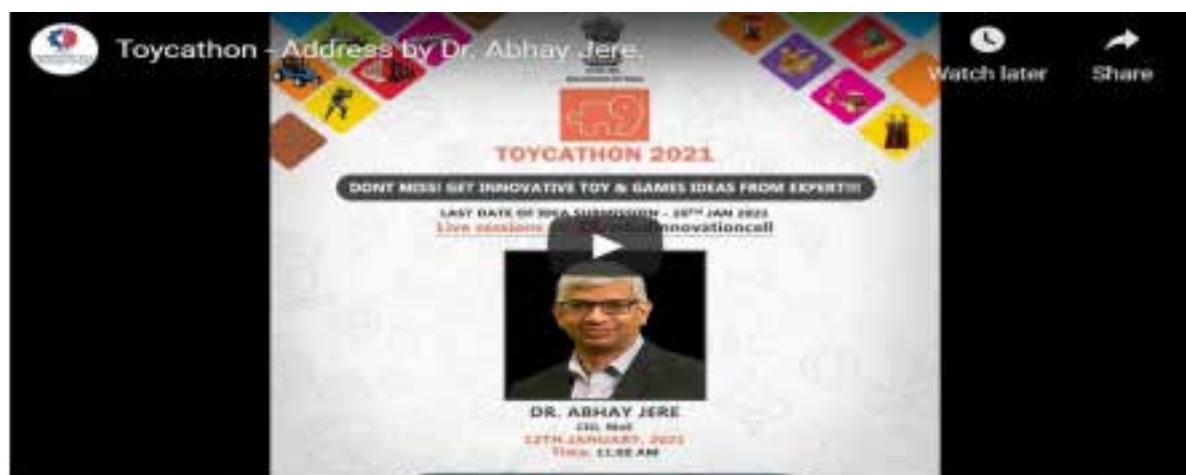 Toycathon - Address by Dr. Abhay Jere.
Watch later
Share
TOYCATHON 2021
DONT MISS! GET INNOVATIVE TOY & GAMES IDEAS FROM EXPERT!!!
LAST DATE OF IDEA SUBMISSION - 20TH JAN 2021
Live sessions
innovationcell
DR. ABHAY JERE
CIO, MoE
12TH JANUARY, 2021
Time: 11:00 AM